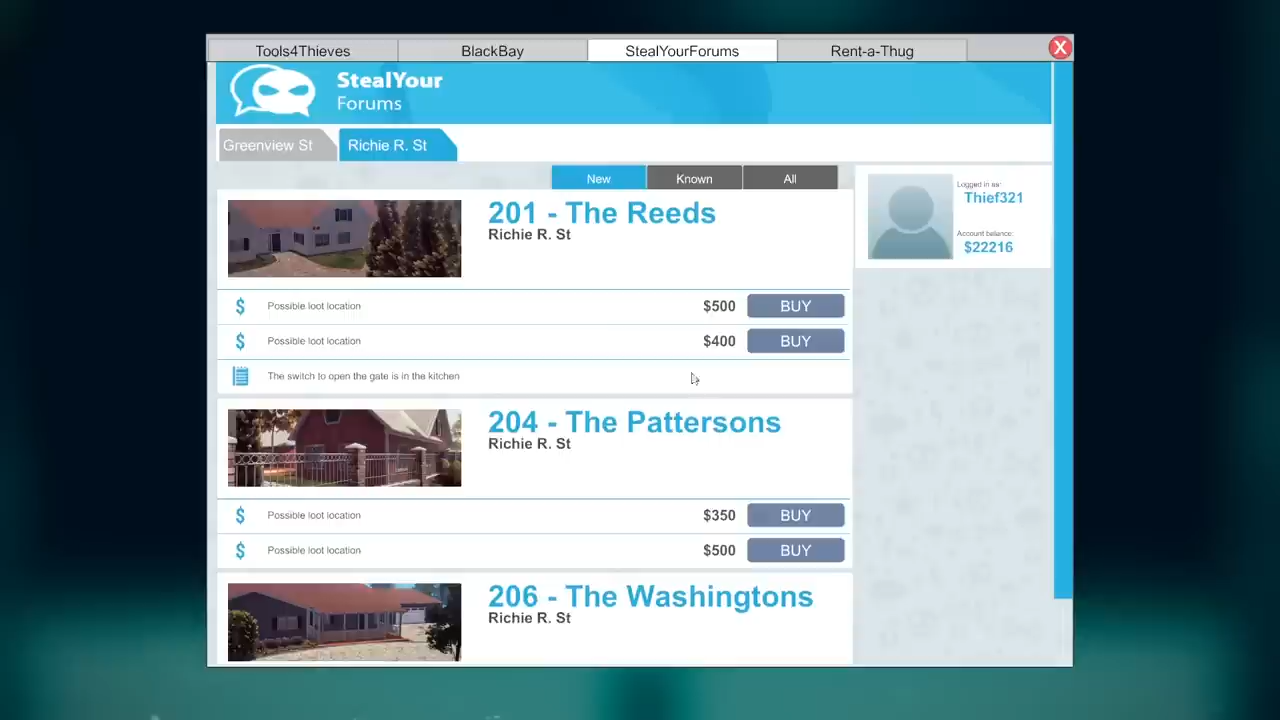 Tools4Thieves
BlackBay
StealYourForums
Rent-a-Thug
X
StealYour
Forums
Greenview St
Richie R. St
New
Known
All
Logged in as:
Thief321
Account balance:
$22216
201 - The Reeds
Richie R. St
$ Possible loot location $500 BUY
$ Possible loot location $400 BUY
The switch to open the gate is in the kitchen
204 - The Pattersons
Richie R. St
$ Possible loot location $350 BUY
$ Possible loot location $500 BUY
206 - The Washingtons
Richie R. St